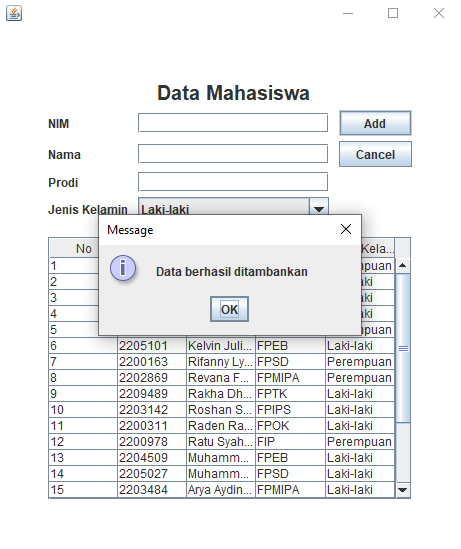 Data Mahasiswa
NIM Add
Nama Cancel
Prodi
Jenis Kelamin Laki-laki
Message
Data berhasil ditambankan
OK
No Kela...
1 puan
2 aki
3 aki
4 aki
5 puan
6 2205101 Kelvin Juli... FPEB Laki-laki
7 2200163 Rifanny Ly... FPSD Perempuan
8 2202869 Revana F... FPMIPA Perempuan
9 2209489 Rakha Dh... FPTK Laki-laki
10 2203142 Roshan S... FPIPS Laki-laki
11 2200311 Raden Ra... FPOK Laki-laki
12 2200978 Ratu Syah... FIP Perempuan
13 2204509 Muhamm... FPEB Laki-laki
14 2205027 Muhamm... FPSD Laki-laki
15 2203484 Arya Aydin... FPMIPA Laki-laki